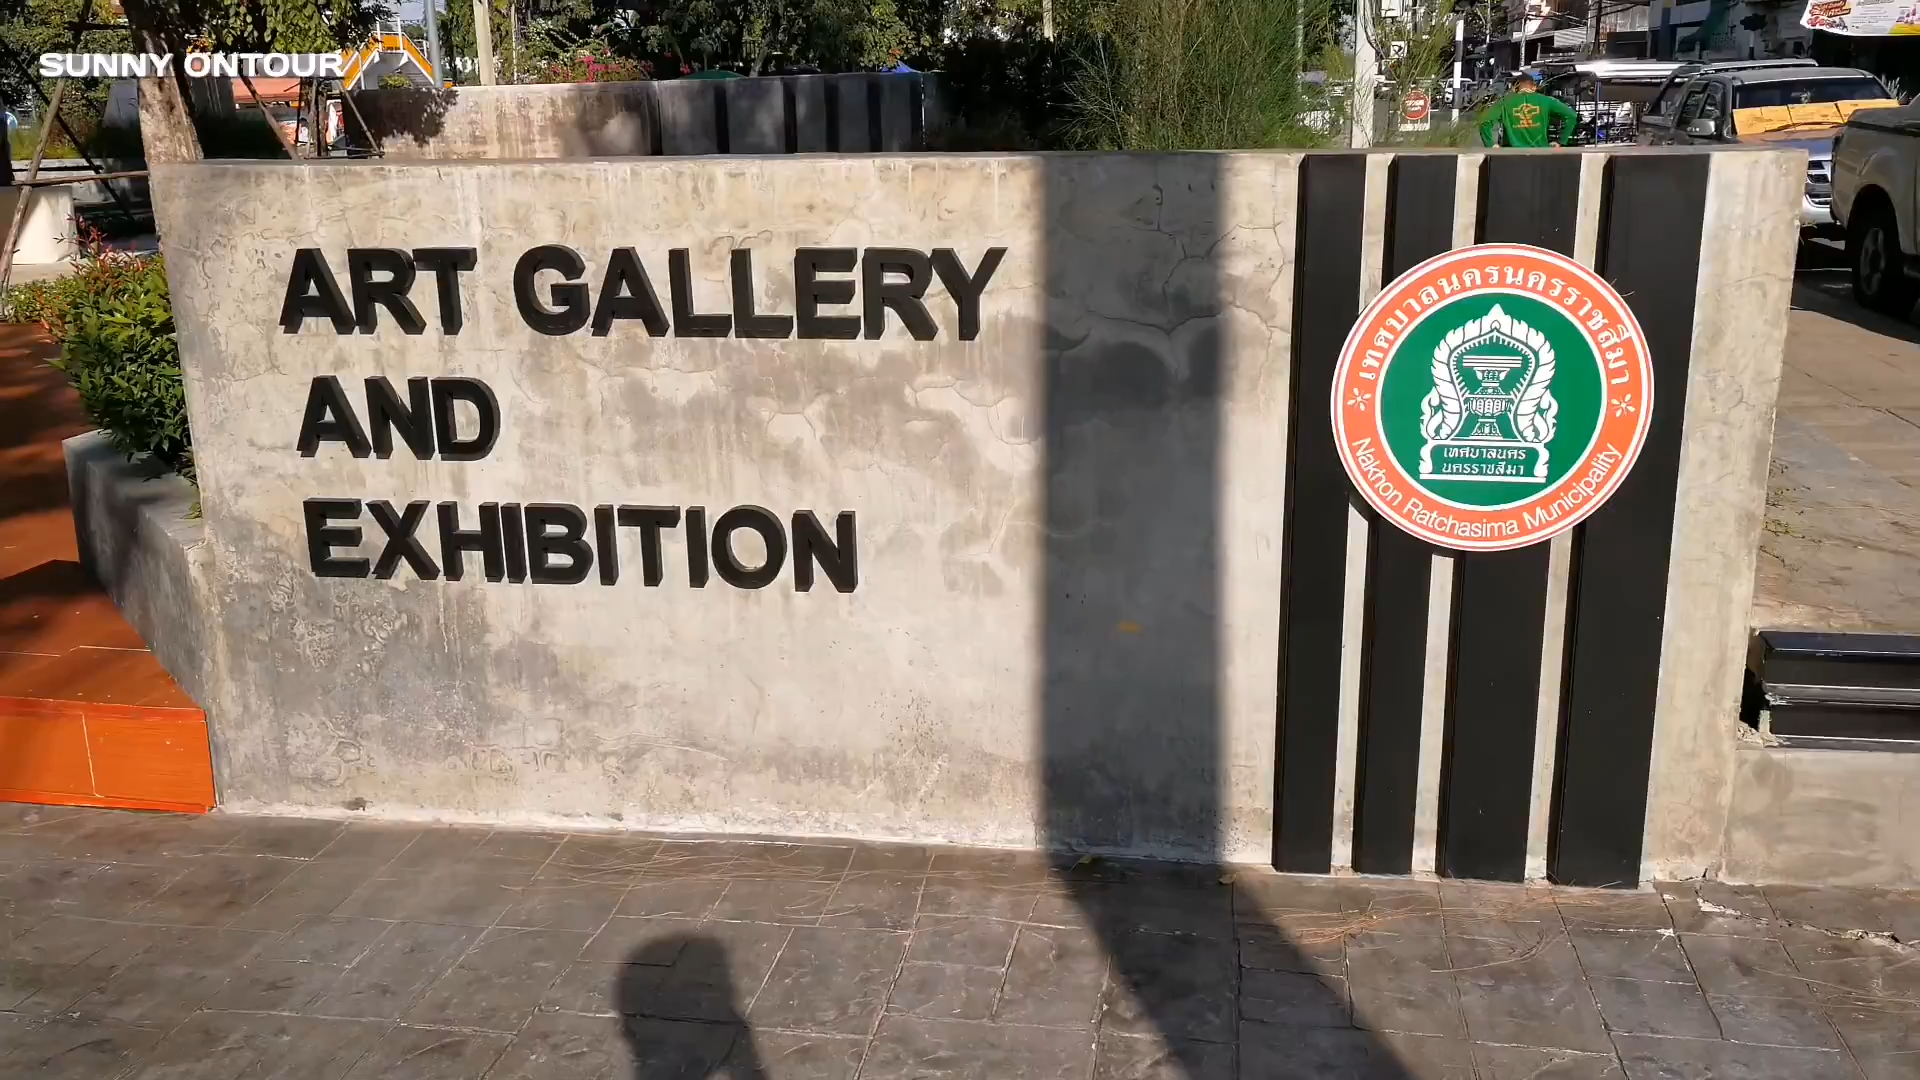 SUNNY ONTOUR
ART GALLERY
AND
EXHIBITION
เทศบาลนครนครราชสีมา
เทศบาลนคร
นครราชสีมา
Nakhon Ratchasima Municipality